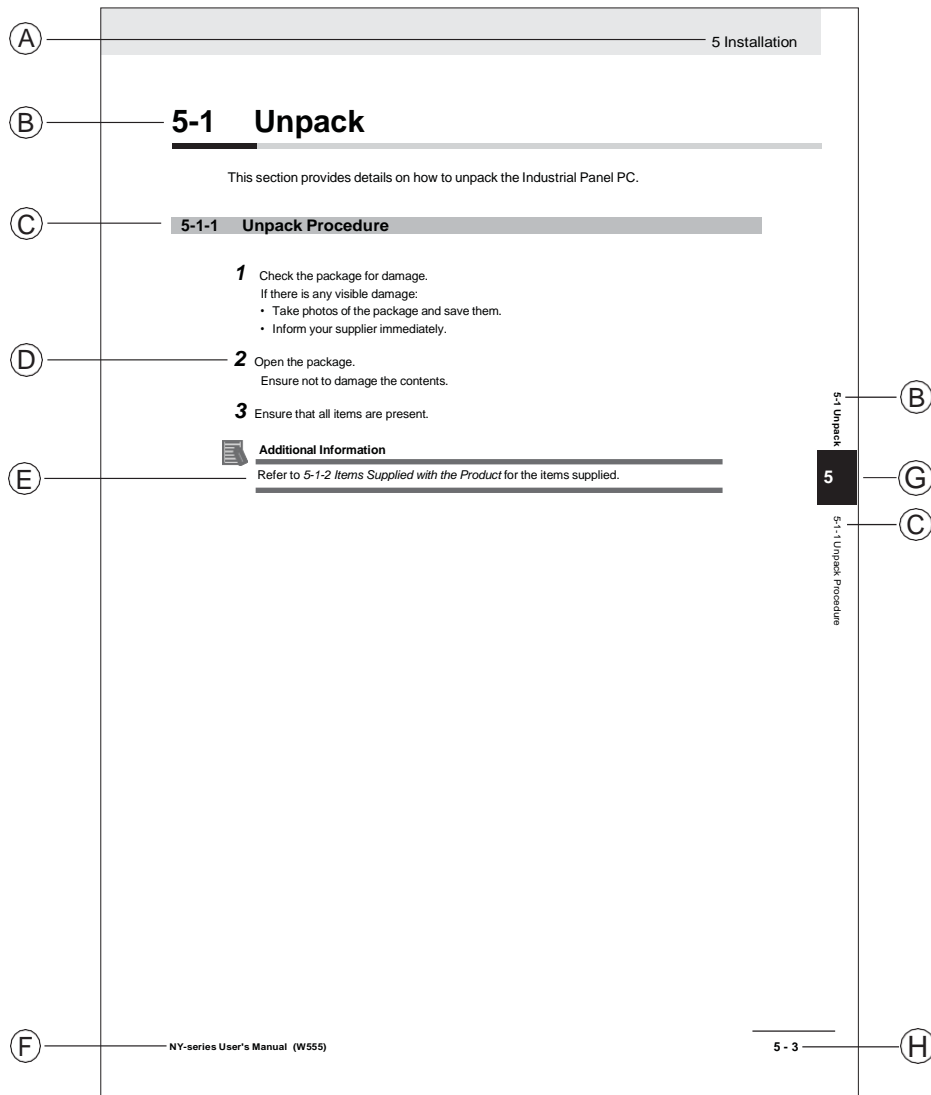 A
5 Installation
B
5-1 Unpack
This section provides details on how to unpack the Industrial Panel PC.
C
5-1-1 Unpack Procedure
1 Check the package for damage.
If there is any visible damage:
• Take photos of the package and save them.
• Inform your supplier immediately.
D
2 Open the package.
Ensure not to damage the contents.
3 Ensure that all items are present.
Additional Information
E
Refer to 5-1-2 Items Supplied with the Product for the items supplied.
5-1 Unpack
B
5
G
5-1-1 Unpack Procedure
C
F
NY-series User's Manual (W555)
5 - 3
H